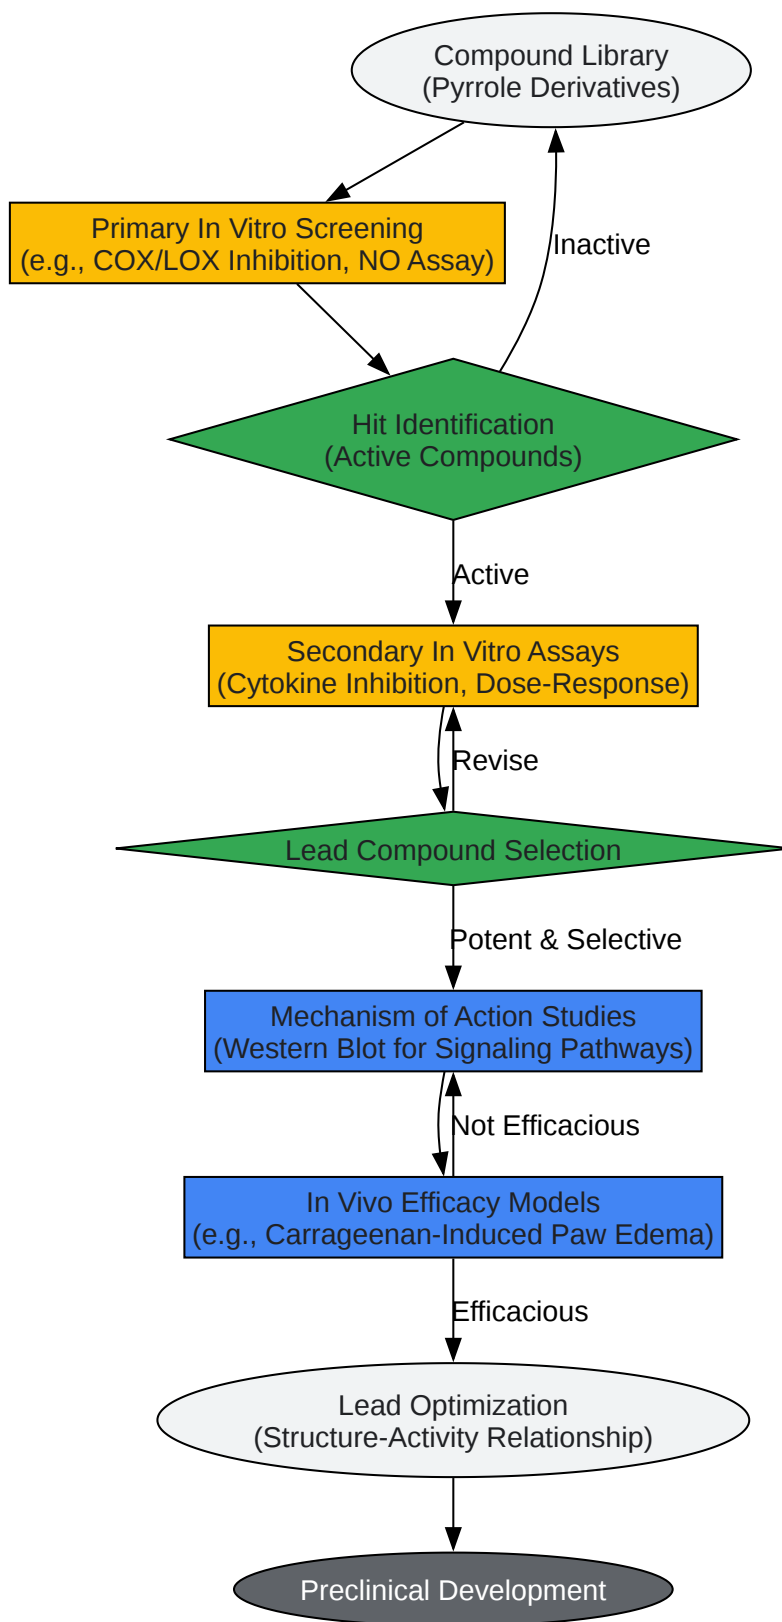 Compound Library
(Pyrrole Derivatives)
Primary In Vitro Screening
(e.g., COX/LOX Inhibition, NO Assay)
Inactive
Hit Identification
(Active Compounds)
Active
Secondary In Vitro Assays
(Cytokine Inhibition, Dose-Response)
Revise
Lead Compound Selection
Potent & Selective
Mechanism of Action Studies
(Western Blot for Signaling Pathways)
Not Efficacious
In Vivo Efficacy Models
(e.g., Carrageenan-Induced Paw Edema)
Efficacious
Lead Optimization
(Structure-Activity Relationship)
Preclinical Development